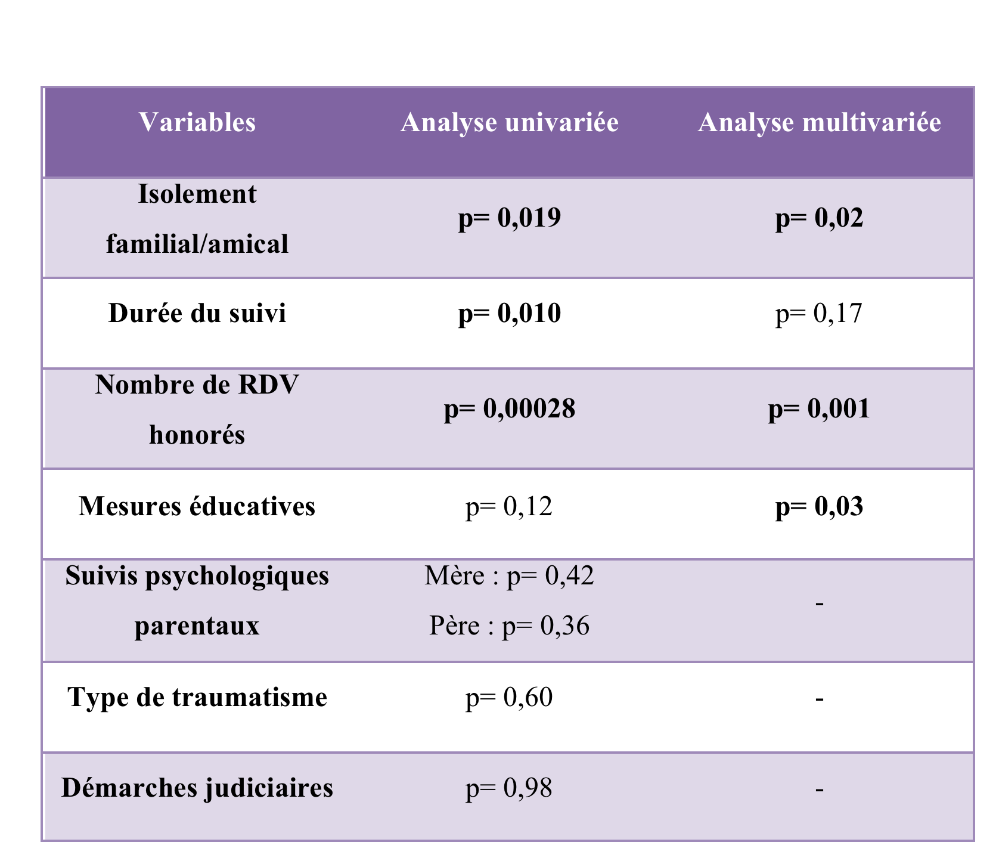 Variables Analyse univariée Analyse multivariée
Isolement
familial/amical
p= 0,019 p= 0,02
Durée du suivi p= 0,010 p= 0,17
Nombre de RDV
honorés
p= 0,00028 p= 0,001
Mesures éducatives p= 0,12 p= 0,03
Suivis psychologiques
parentaux
Mère : p= 0,42
Père : p= 0,36
-
Type de traumatisme p= 0,60 -
Démarches judiciaires p= 0,98 -